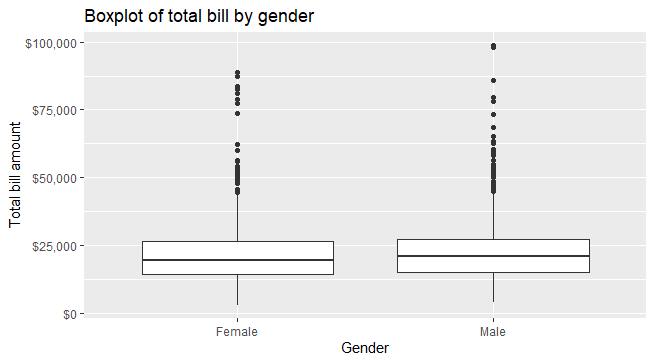 Boxplot of total bill by gender
Total bill amount
$100,000
$75,000
$50,000
$25,000
$0
Female
Male
Gender